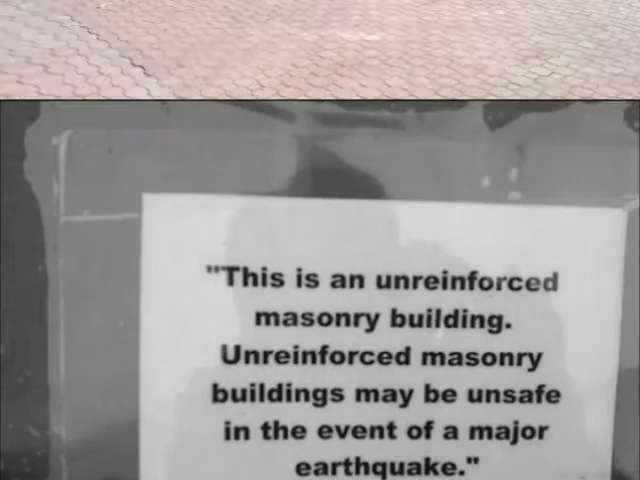 "This is an unreinforced
masonry building.
Unreinforced masonry
buildings may be unsafe
in the event of a major
earthquake."